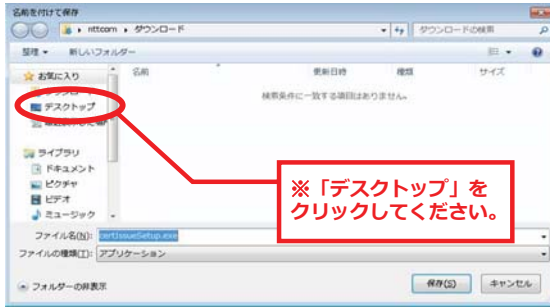 名前を付けて保存
nttcom ▸ ダウンロード
ダウンロードの検索
整理 ▼ 新しいフォルダー
名前 更新日時 種類 サイズ
検索条件に一致する項目はありません。
お気に入り
デスクトップ
ライブラリ
ドキュメント
ピクチャ
ビデオ
ミュージック
※「デスクトップ」を
クリックしてください。
ファイル名(N): certIssueSetup.exe
ファイルの種類(T): アプリケーション
フォルダーの非表示
保存(S) キャンセル